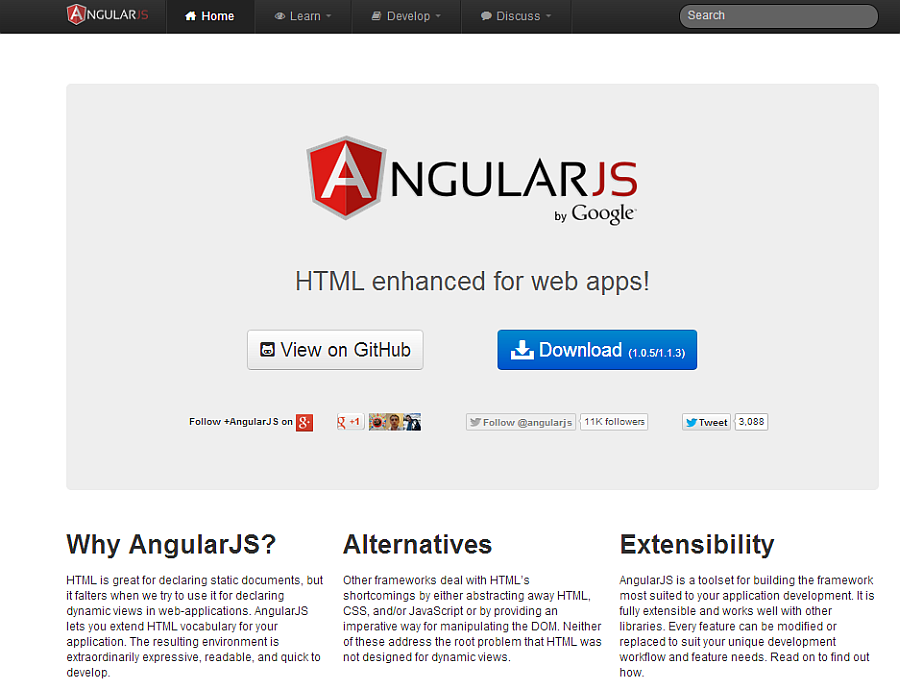 ANGULARJS Home Learn Develop Discuss Search
ANGULARJS
by Google
HTML enhanced for web apps!
View on GitHub Download (1.0.5/1.1.3)
Follow +AngularJS on g+ g +1 Follow @angularjs 11K followers Tweet 3,088
Why AngularJS?
HTML is great for declaring static documents, but
it falters when we try to use it for declaring
dynamic views in web-applications. AngularJS
lets you extend HTML vocabulary for your
application. The resulting environment is
extraordinarily expressive, readable, and quick to
develop.
Alternatives
Other frameworks deal with HTML's
shortcomings by either abstracting away HTML,
CSS, and/or JavaScript or by providing an
imperative way for manipulating the DOM. Neither
of these address the root problem that HTML was
not designed for dynamic views.
Extensibility
AngularJS is a toolset for building the framework
most suited to your application development. It is
fully extensible and works well with other
libraries. Every feature can be modified or
replaced to suit your unique development
workflow and feature needs. Read on to find out
how.